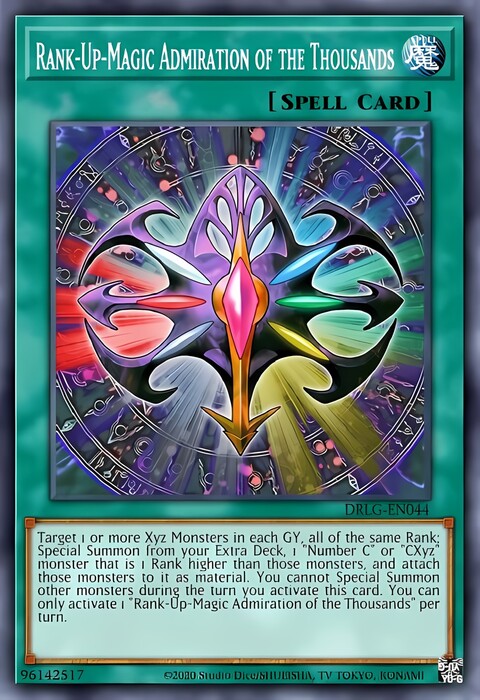 RANK-UP-MAGIC ADMIRATION OF THE THOUSANDS 魔
[SPELL CARD]
DRLG-EN044
Target 1 or more Xyz Monsters in each GY, all of the same Rank;
Special Summon from your Extra Deck, 1 "Number C" or "CXyz"
monster that is 1 Rank higher than those monsters, and attach
those monsters to it as material. You cannot Special Summon
other monsters during the turn you activate this card. You can
only activate 1 "Rank-Up-Magic Admiration of the Thousands" per
turn.
96142517
©2020 Studio Dice/SHUEISHA, TV TOKYO, KONAMI